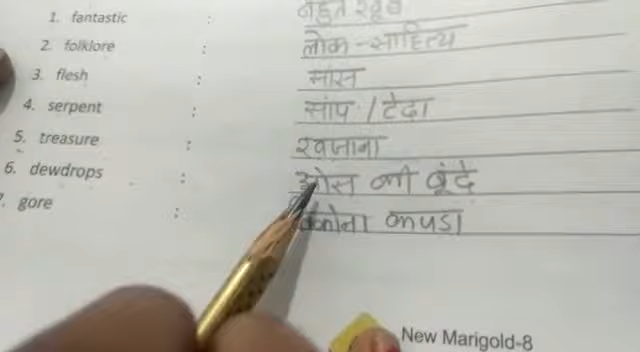 1. fantastic : बहुत खूब
2. folklore : लोक-साहित्य
3. flesh : मांस
4. serpent : सांप / टेढा
5. treasure : खजाना
6. dewdrops : ओस की बूंदे
7. gore : कपडा
New Marigold-8